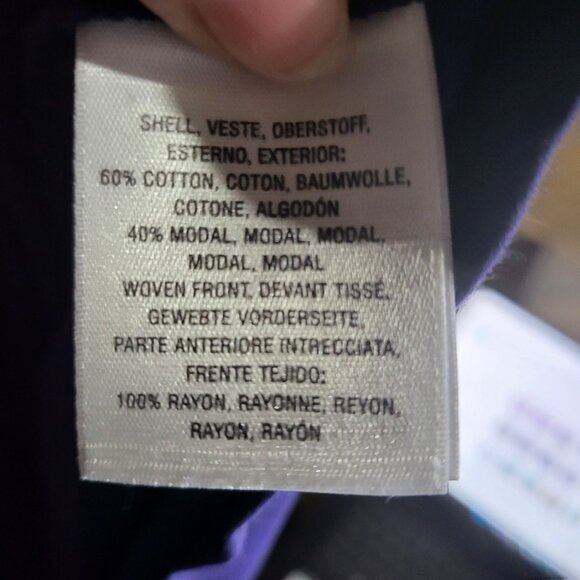 SHELL, VESTE, OBERSTOFF,
ESTERNO, EXTERIOR:
60% COTTON, COTON, BAUMWOLLE,
COTONE, ALGODÓN
40% MODAL, MODAL, MODAL,
MODAL, MODAL
WOVEN FRONT, DEVANT TISSÉ,
GEWEBTE VORDERSEITE,
PARTE ANTERIORE INTRECCIATA,
FRENTE TEJIDO:
100% RAYON, RAYONNE, REYON,
RAYON, RAYÓN